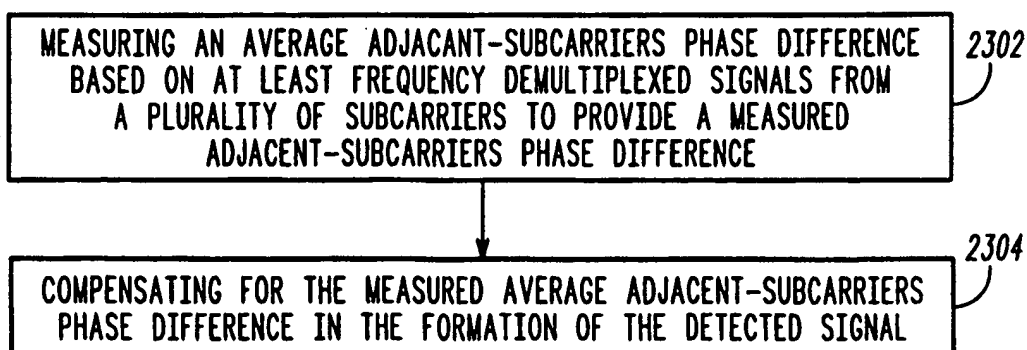 MEASURING AN AVERAGE ADJACANT-SUBCARRIERS PHASE DIFFERENCE
BASED ON AT LEAST FREQUENCY DEMULTIPLEXED SIGNALS FROM
A PLURALITY OF SUBCARRIERS TO PROVIDE A MEASURED
ADJACENT-SUBCARRIERS PHASE DIFFERENCE
2302
COMPENSATING FOR THE MEASURED AVERAGE ADJACENT-SUBCARRIERS
PHASE DIFFERENCE IN THE FORMATION OF THE DETECTED SIGNAL
2304